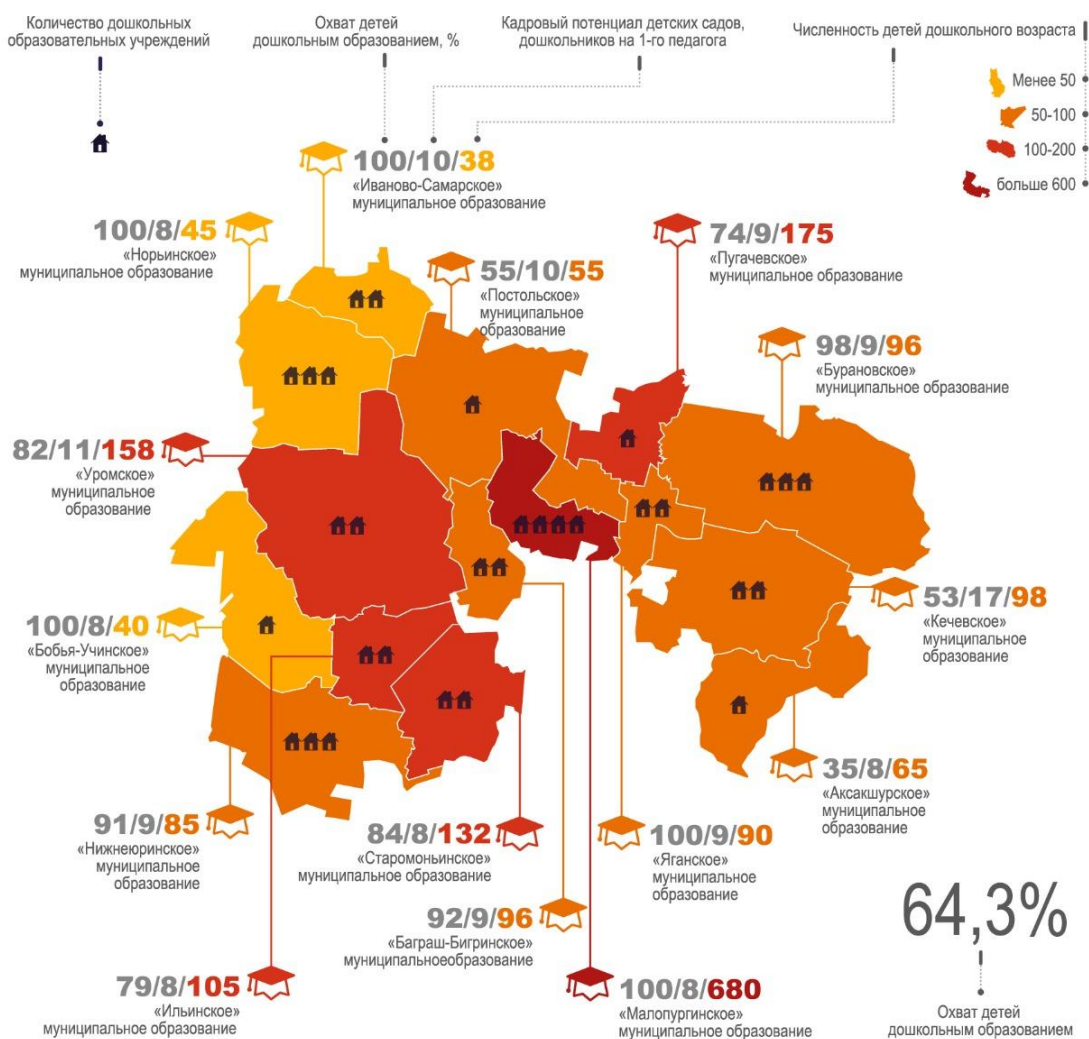 Количество дошкольных
образовательных учреждений
Охват детей
дошкольным образованием, %
Кадровый потенциал детских садов,
дошкольников на 1-го педагога
Численность детей дошкольного возраста
Менее 50
50-100
100-200
больше 600
100/10/38
«Иваново-Самарское»
муниципальное образование
100/8/45
«Норьинское»
муниципальное образование
55/10/55
«Постольское»
муниципальное
образование
74/9/175
«Пугачевское»
муниципальное образование
98/9/96
«Бурановское»
муниципальное образование
82/11/158
«Уромское»
муниципальное
образование
53/17/98
«Кечевское»
муниципальное
образование
100/8/40
«Бобья-Учинское»
муниципальное
образование
35/8/65
«Аксакшурское»
муниципальное
образование
91/9/85
«Нижнеюринское»
муниципальное
образование
84/8/132
«Старомоньинское»
муниципальное образование
100/9/90
«Яганское»
муниципальное
образование
92/9/96
«Баграш-Бигринское»
муниципальноеобразование
79/8/105
«Ильинское»
муниципальное образование
100/8/680
«Малопургинское»
муниципальное образование
64,3%
Охват детей
дошкольным образованием